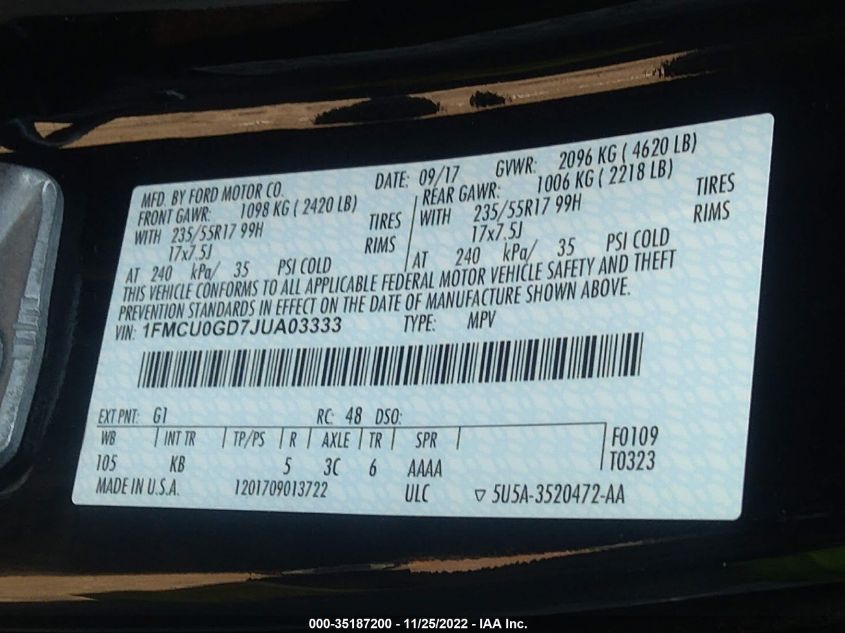 MFD. BY FORD MOTOR CO. DATE: 09/17 GVWR: 2096 KG ( 4620 LB)
FRONT GAWR: 1098 KG ( 2420 LB) REAR GAWR: 1006 KG ( 2218 LB)
WITH 235/55R17 99H TIRES WITH 235/55R17 99H TIRES
17x7.5J RIMS 17x7.5J RIMS
AT 240 kPa/ 35 PSI COLD AT 240 kPa/ 35 PSI COLD
THIS VEHICLE CONFORMS TO ALL APPLICABLE FEDERAL MOTOR VEHICLE SAFETY AND THEFT
PREVENTION STANDARDS IN EFFECT ON THE DATE OF MANUFACTURE SHOWN ABOVE.
VIN: 1FMCU0GD7JUA03333 TYPE: MPV
EXT PNT: G1 RC: 48 DSO:
WB INT TR TP/PS R AXLE TR SPR F0109
105 KB 5 3C 6 AAAA T0323
MADE IN U.S.A. 1201709013722 ULC ▽ 5U5A-3520472-AA
000-35187200 - 11/25/2022 - IAA Inc.